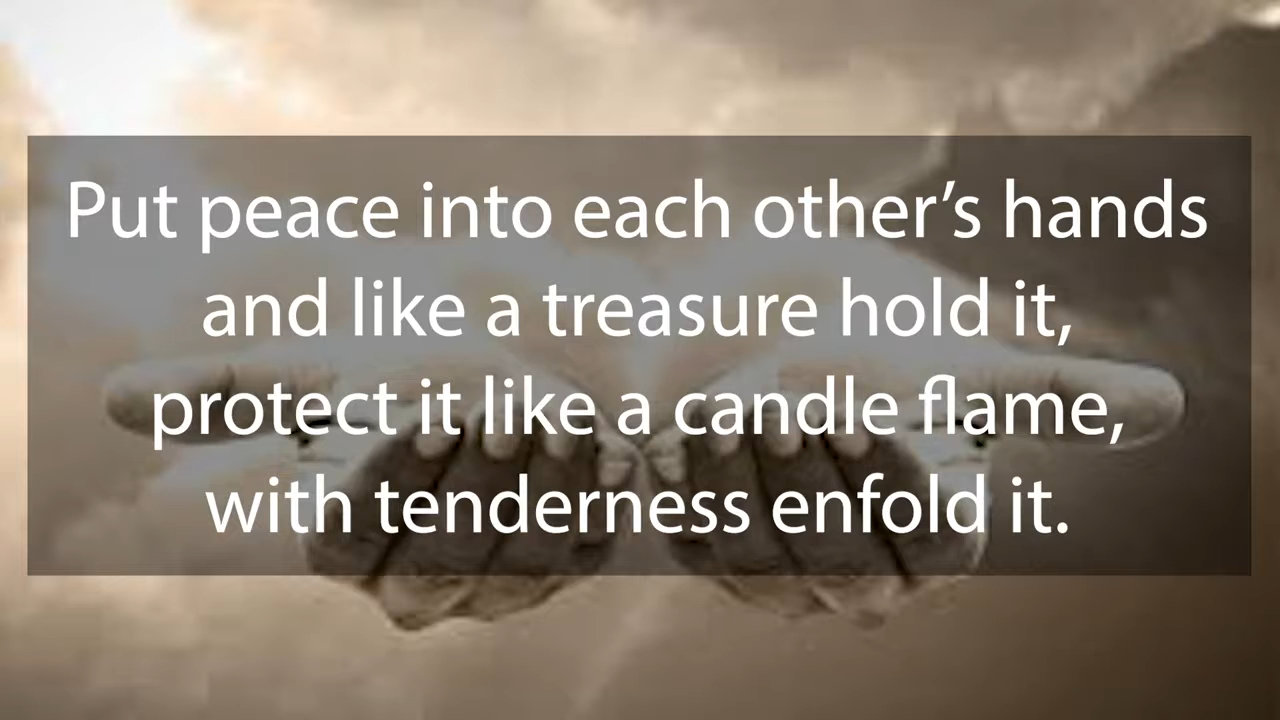 Put peace into each other’s hands
and like a treasure hold it,
protect it like a candle flame,
with tenderness enfold it.